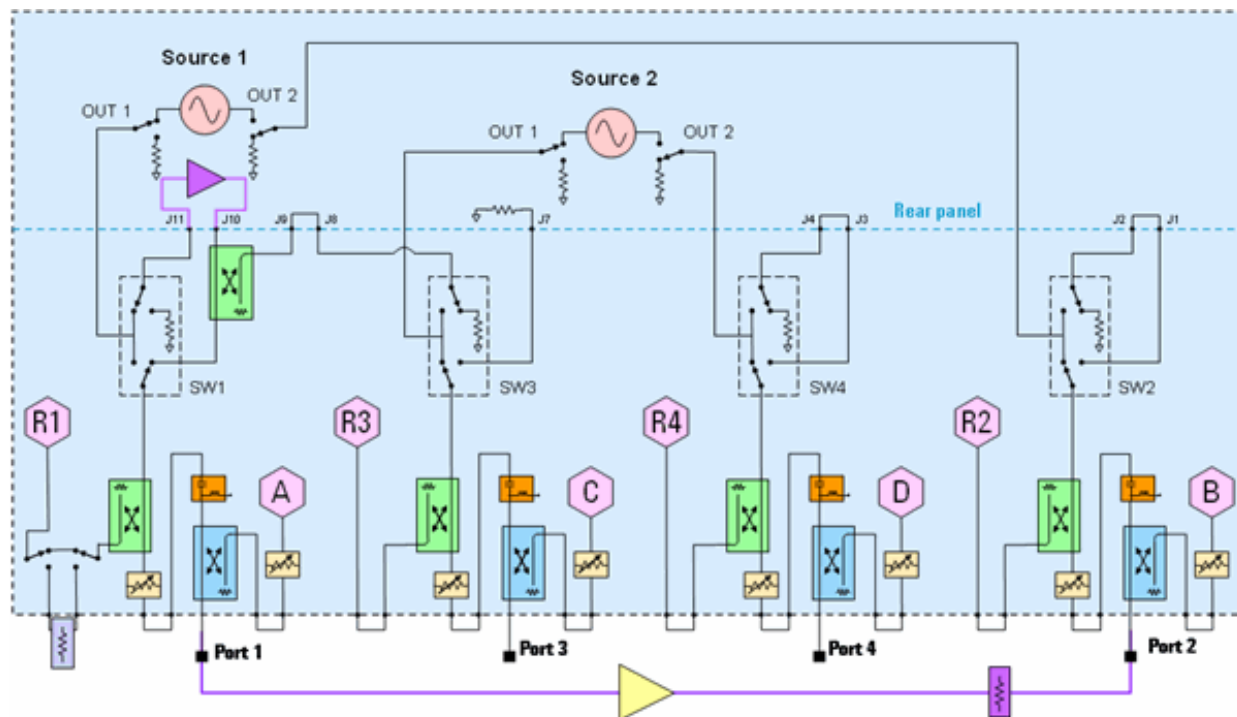 Source 1
Source 2
OUT 1
OUT 2
OUT 1
OUT 2
J11
J10
J9
J8
J7
J4
J3
Rear panel
J2
J1
SW1
SW3
SW4
SW2
R1
R3
R4
R2
A
C
D
B
Port 1
Port 3
Port 4
Port 2